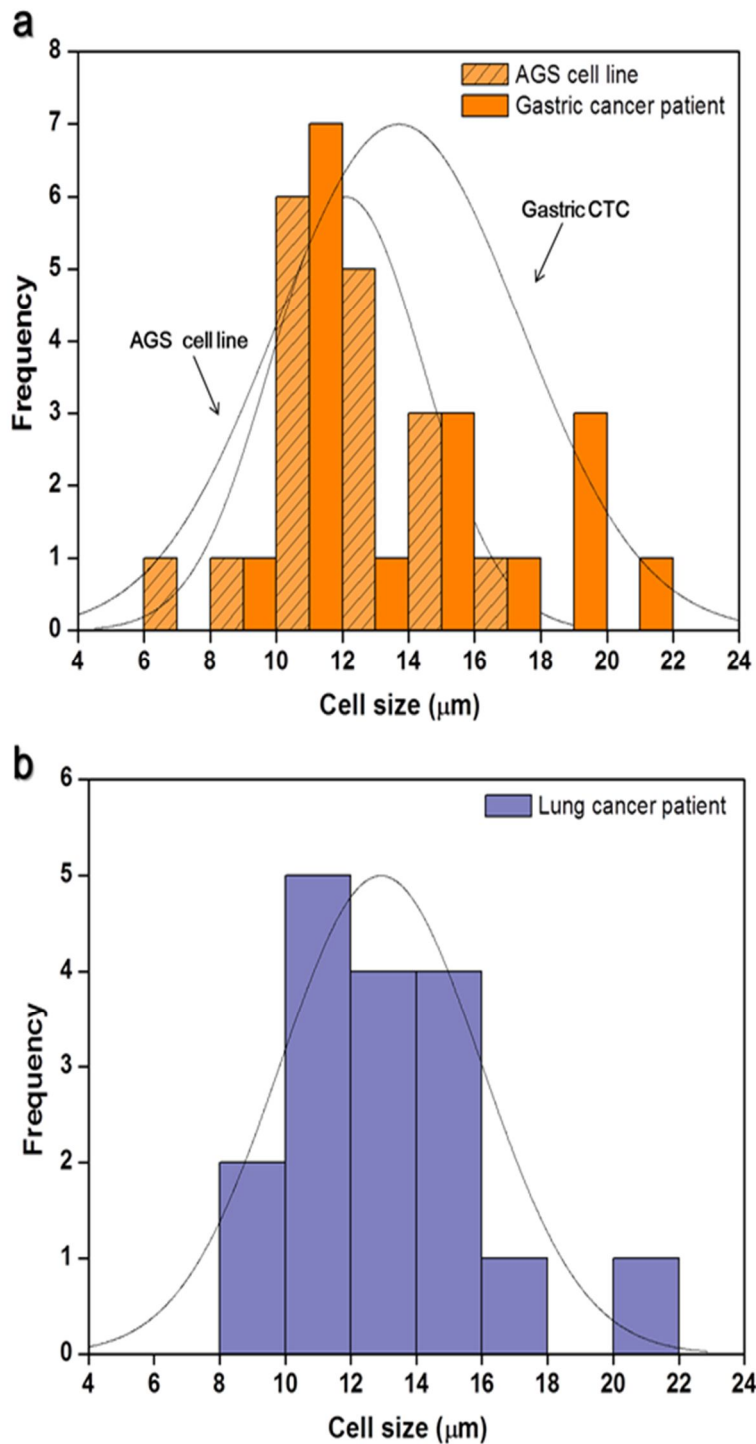 a
8
7
6
5
4
3
2
1
0
Frequency
AGS cell line
Gastric cancer patient
Gastric CTC
AGS cell line
4 6 8 10 12 14 16 18 20 22 24
Cell size (μm)
b
6
5
4
3
2
1
0
Frequency
Lung cancer patient
4 6 8 10 12 14 16 18 20 22 24
Cell size (μm)